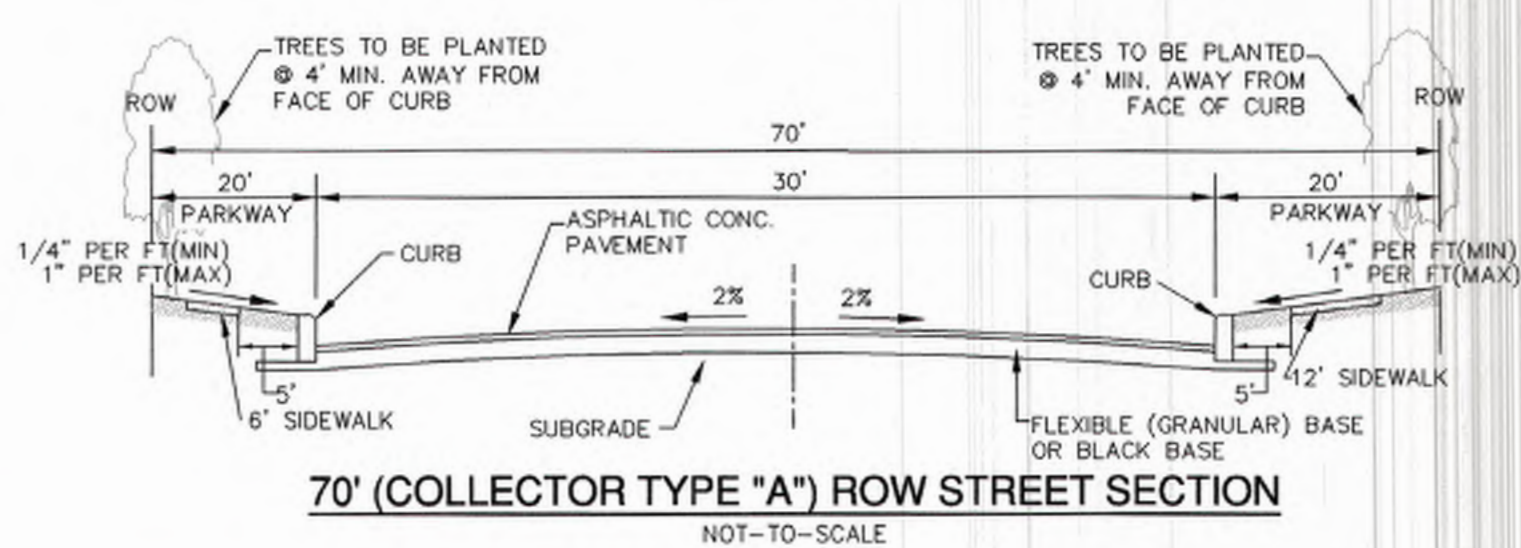 TREES TO BE PLANTED
@ 4' MIN. AWAY FROM
FACE OF CURB
TREES TO BE PLANTED
@ 4' MIN. AWAY FROM
FACE OF CURB
ROW
ROW
70'
20'
30'
20'
PARKWAY
PARKWAY
ASPHALTIC CONC.
PAVEMENT
1/4" PER FT(MIN)
1" PER FT(MAX)
CURB
1/4" PER FT(MIN)
1" PER FT(MAX)
CURB
2%
2%
5'
6' SIDEWALK
SUBGRADE
5'
12' SIDEWALK
FLEXIBLE (GRANULAR) BASE
OR BLACK BASE
70' (COLLECTOR TYPE "A") ROW STREET SECTION
NOT-TO-SCALE